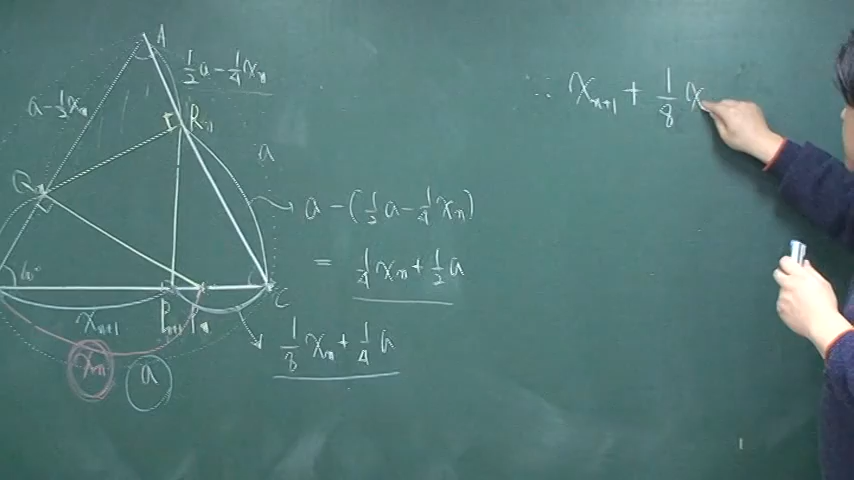 A
1/2 a - 1/4 x_n
a - 1/2 x_n
R_n
a
Q_n
60°
a - (1/2 a - 1/4 x_n)
= 1/4 x_n + 1/2 a
C
x_{n+1}
P_{n+1} P_n
1/8 x_n + 1/4 a
x_n
a
∴ x_{n+1} + 1/8 x